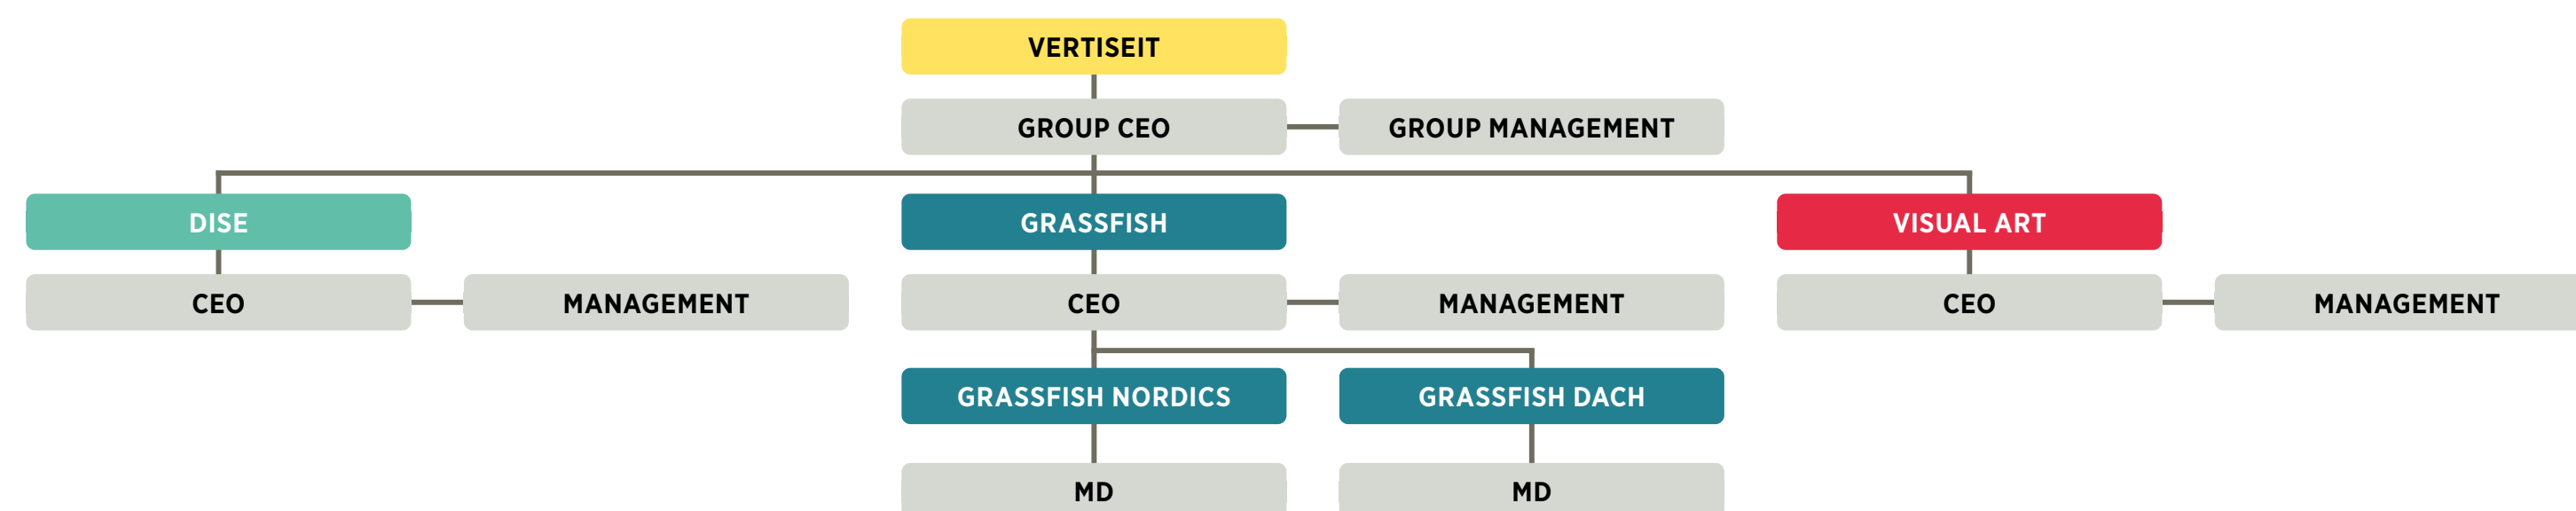 VERTISEIT
GROUP CEO
GROUP MANAGEMENT
DISE
GRASSFISH
VISUAL ART
CEO
MANAGEMENT
CEO
MANAGEMENT
CEO
MANAGEMENT
GRASSFISH NORDICS
GRASSFISH DACH
MD
MD